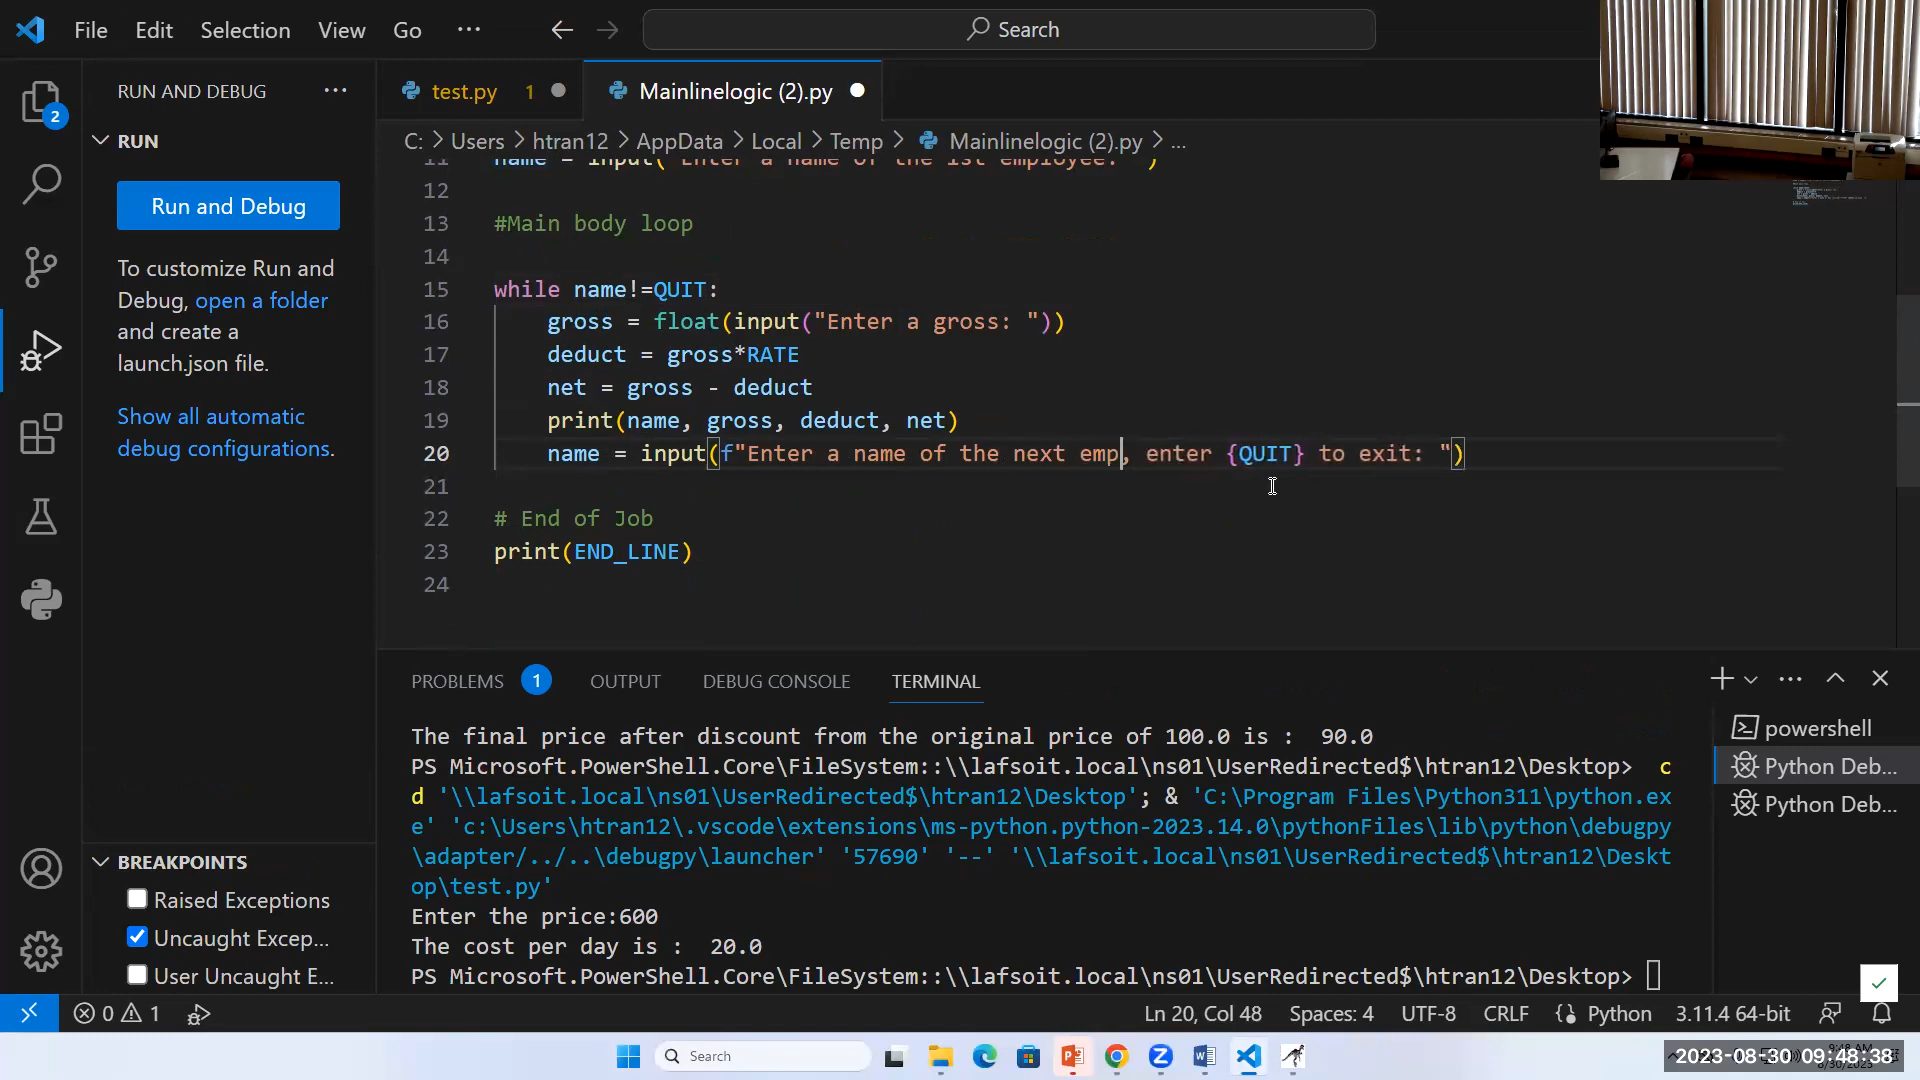 File Edit Selection View Go ··· Search
RUN AND DEBUG ···
test.py 1
Mainlinelogic (2).py
RUN
C: > Users > htran12 > AppData > Local > Temp > Mainlinelogic (2).py > ...
Run and Debug
To customize Run and
Debug, open a folder
and create a
launch.json file.
Show all automatic
debug configurations.
11 name = input("Enter a name of the 1st employee: ")
12
13 #Main body loop
14
15 while name!=QUIT:
16 gross = float(input("Enter a gross: "))
17 deduct = gross*RATE
18 net = gross - deduct
19 print(name, gross, deduct, net)
20 name = input(f"Enter a name of the next emp, enter {QUIT} to exit: ")
21
22 # End of Job
23 print(END_LINE)
24
PROBLEMS 1 OUTPUT DEBUG CONSOLE TERMINAL
The final price after discount from the original price of 100.0 is :  90.0
PS Microsoft.PowerShell.Core\FileSystem::\\lafsoit.local\ns01\UserRedirected$\htran12\Desktop>  c
d '\\lafsoit.local\ns01\UserRedirected$\htran12\Desktop'; & 'C:\Program Files\Python311\python.ex
e' 'c:\Users\htran12\.vscode\extensions\ms-python.python-2023.14.0\pythonFiles\lib\python\debugpy
\adapter/../..\debugpy\launcher' '57690' '--' '\\lafsoit.local\ns01\UserRedirected$\htran12\Deskt
op\test.py'
Enter the price:600
The cost per day is :  20.0
PS Microsoft.PowerShell.Core\FileSystem::\\lafsoit.local\ns01\UserRedirected$\htran12\Desktop>
powershell
Python Deb...
Python Deb...
BREAKPOINTS
Raised Exceptions
Uncaught Excep...
User Uncaught E...
0 1
Ln 20, Col 48 Spaces: 4 UTF-8 CRLF Python 3.11.4 64-bit
Search
2023-08-30 09:48:38